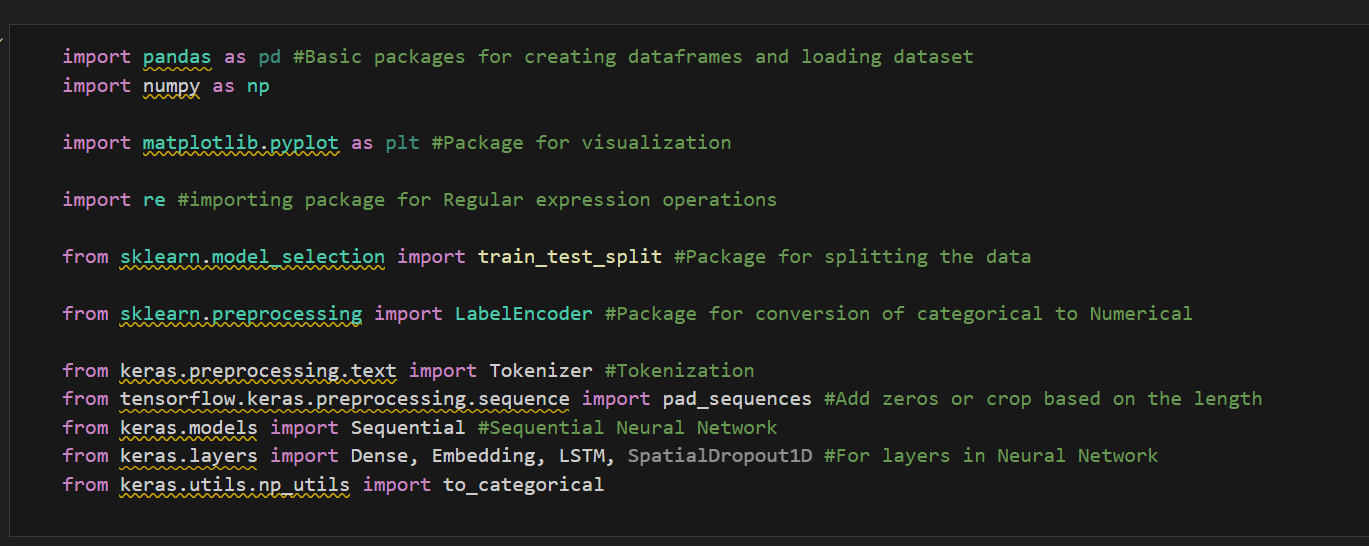 import pandas as pd #Basic packages for creating dataframes and loading dataset
import numpy as np
import matplotlib.pyplot as plt #Package for visualization
import re #importing package for Regular expression operations
from sklearn.model_selection import train_test_split #Package for splitting the data
from sklearn.preprocessing import LabelEncoder #Package for conversion of categorical to Numerical
from keras.preprocessing.text import Tokenizer #Tokenization
from tensorflow.keras.preprocessing.sequence import pad_sequences #Add zeros or crop based on the length
from keras.models import Sequential #Sequential Neural Network
from keras.layers import Dense, Embedding, LSTM, SpatialDropout1D #For layers in Neural Network
from keras.utils.np_utils import to_categorical